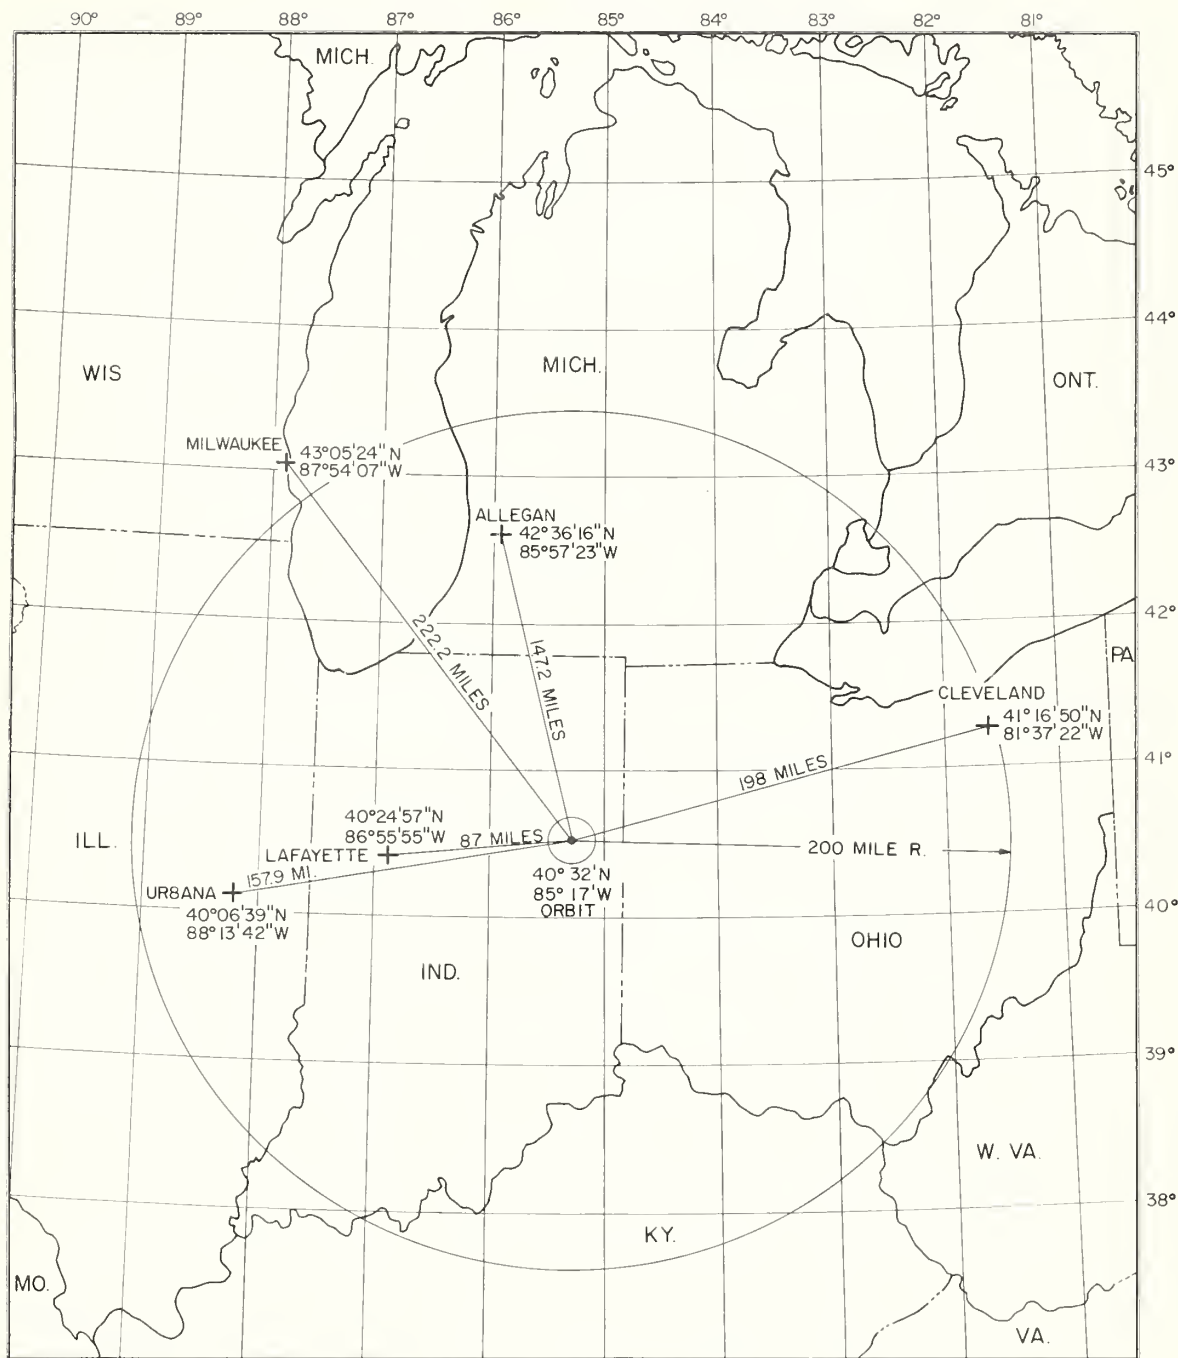 90° 89° 88° 87° 86° 85° 84° 83° 82° 81°
MICH.
45°
44°
WIS
MICH.
ONT.
MILWAUKEE
43°05'24"N
87°54'07"W
43°
ALLEGAN
42°36'16"N
85°57'23"W
42°
222.2 MILES
147.2 MILES
PA
CLEVELAND
41°16'50"N
81°37'22"W
41°
198 MILES
40°24'57"N
86°55'55"W
87 MILES
ILL.
LAFAYETTE
200 MILE R.
157.9 MI.
URBANA
40°06'39"N
88°13'42"W
40° 32'N
85° 17'W
ORBIT
40°
OHIO
IND.
39°
W. VA.
38°
KY.
MO.
VA.